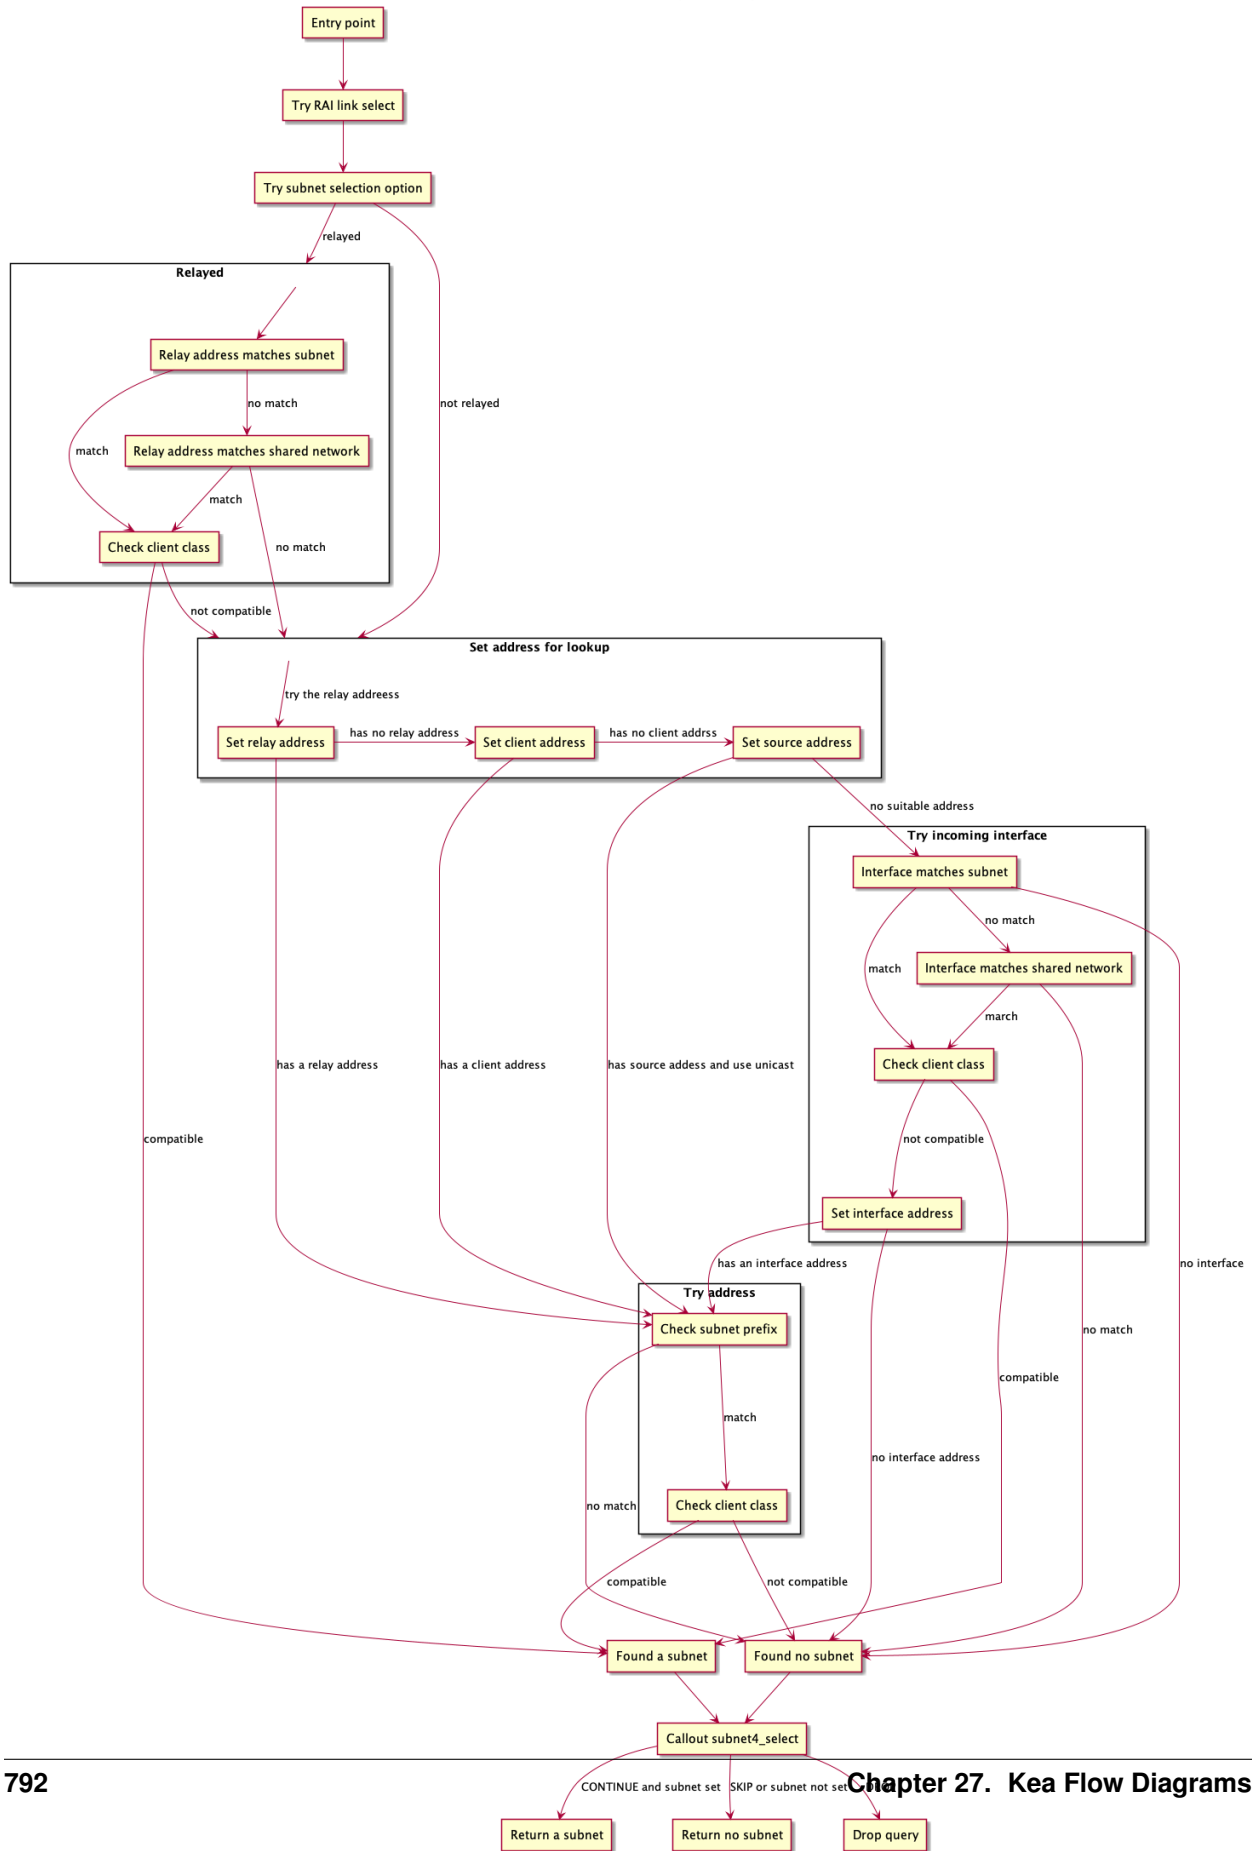 Entry point
Try RAI link select
Try subnet selection option
relayed
Relayed
Relay address matches subnet
no match
not relayed
match
Relay address matches shared network
match
Check client class
no match
not compatible
Set address for lookup
try the relay addreess
Set relay address
has no relay address
Set client address
has no client addrss
Set source address
no suitable address
Try incoming interface
Interface matches subnet
no match
match
Interface matches shared network
march
Check client class
has a relay address
has a client address
has source addess and use unicast
compatible
not compatible
Set interface address
has an interface address
no interface
Try address
Check subnet prefix
no match
compatible
match
no interface address
Check client class
no match
compatible
not compatible
Found a subnet
Found no subnet
Callout subnet4_select
792
Chapter 27. Kea Flow Diagrams
CONTINUE and subnet set
SKIP or subnet not set
Return a subnet
Return no subnet
Drop query